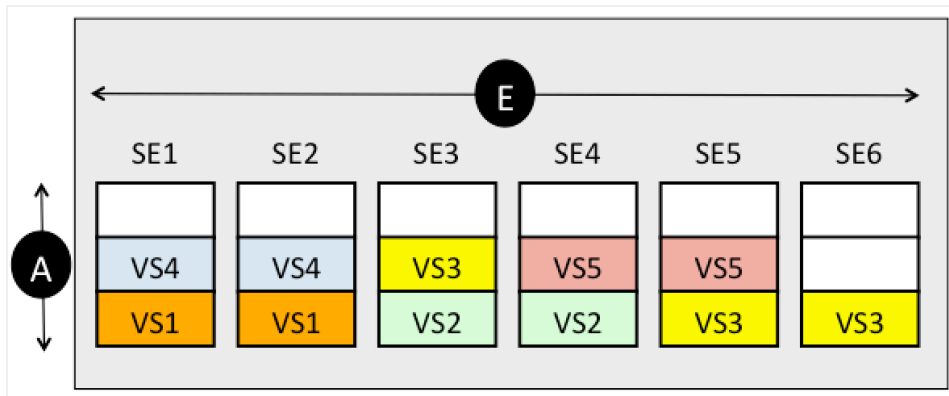 E
SE1 SE2 SE3 SE4 SE5 SE6
A
VS4 VS4 VS3 VS5 VS5
VS1 VS1 VS2 VS2 VS3 VS3